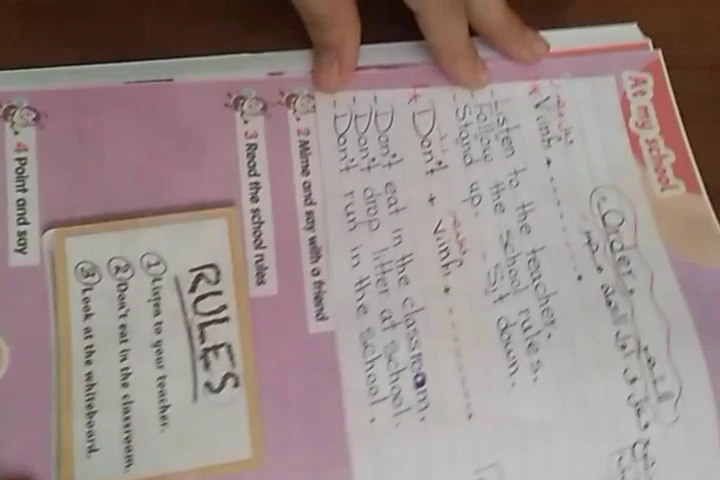 At my school
Order.
* Vinf + ..........
- Listen to the teacher.
- Follow the school rules.
- Stand up. - Sit down.
* Don't + Vinf + ..........
- Don't eat in the classroom.
- Don't drop litter at school.
- Don't run in the school.
2 Mime and say with a friend
3 Read the school rules
RULES
① Listen to your teacher.
② Don't eat in the classroom.
③ Look at the whiteboard.
4 Point and say